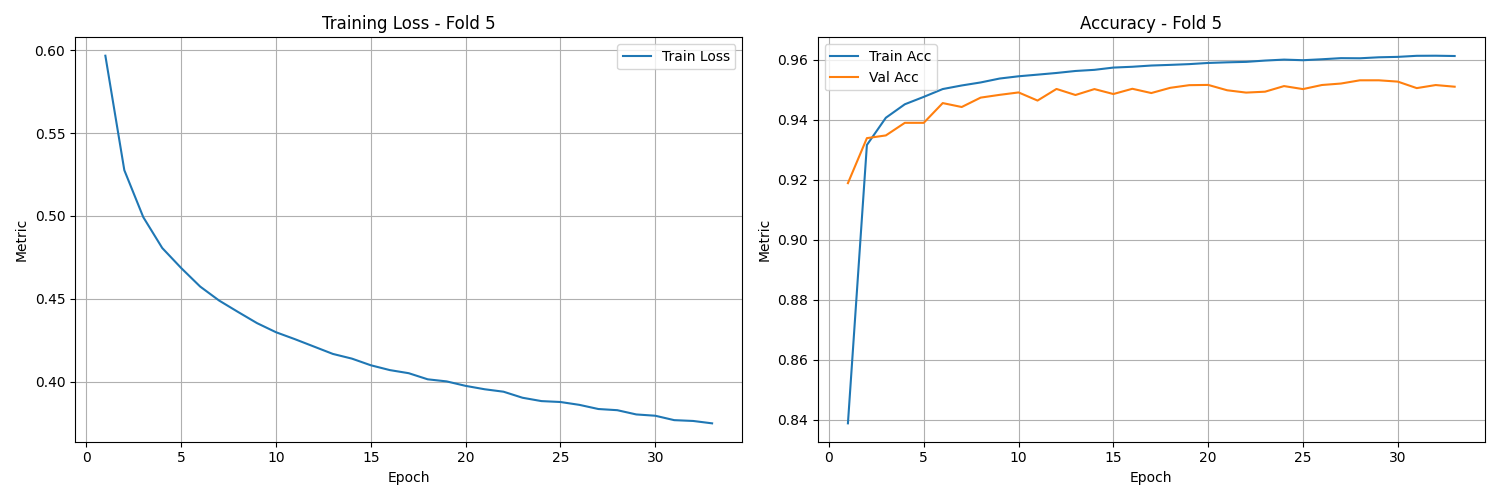 Training Loss - Fold 5
Train Loss
0.60
0.55
0.50
0.45
0.40
Metric
0 5 10 15 20 25 30
Epoch
Accuracy - Fold 5
Train Acc
Val Acc
0.96
0.94
0.92
0.90
0.88
0.86
0.84
Metric
0 5 10 15 20 25 30
Epoch